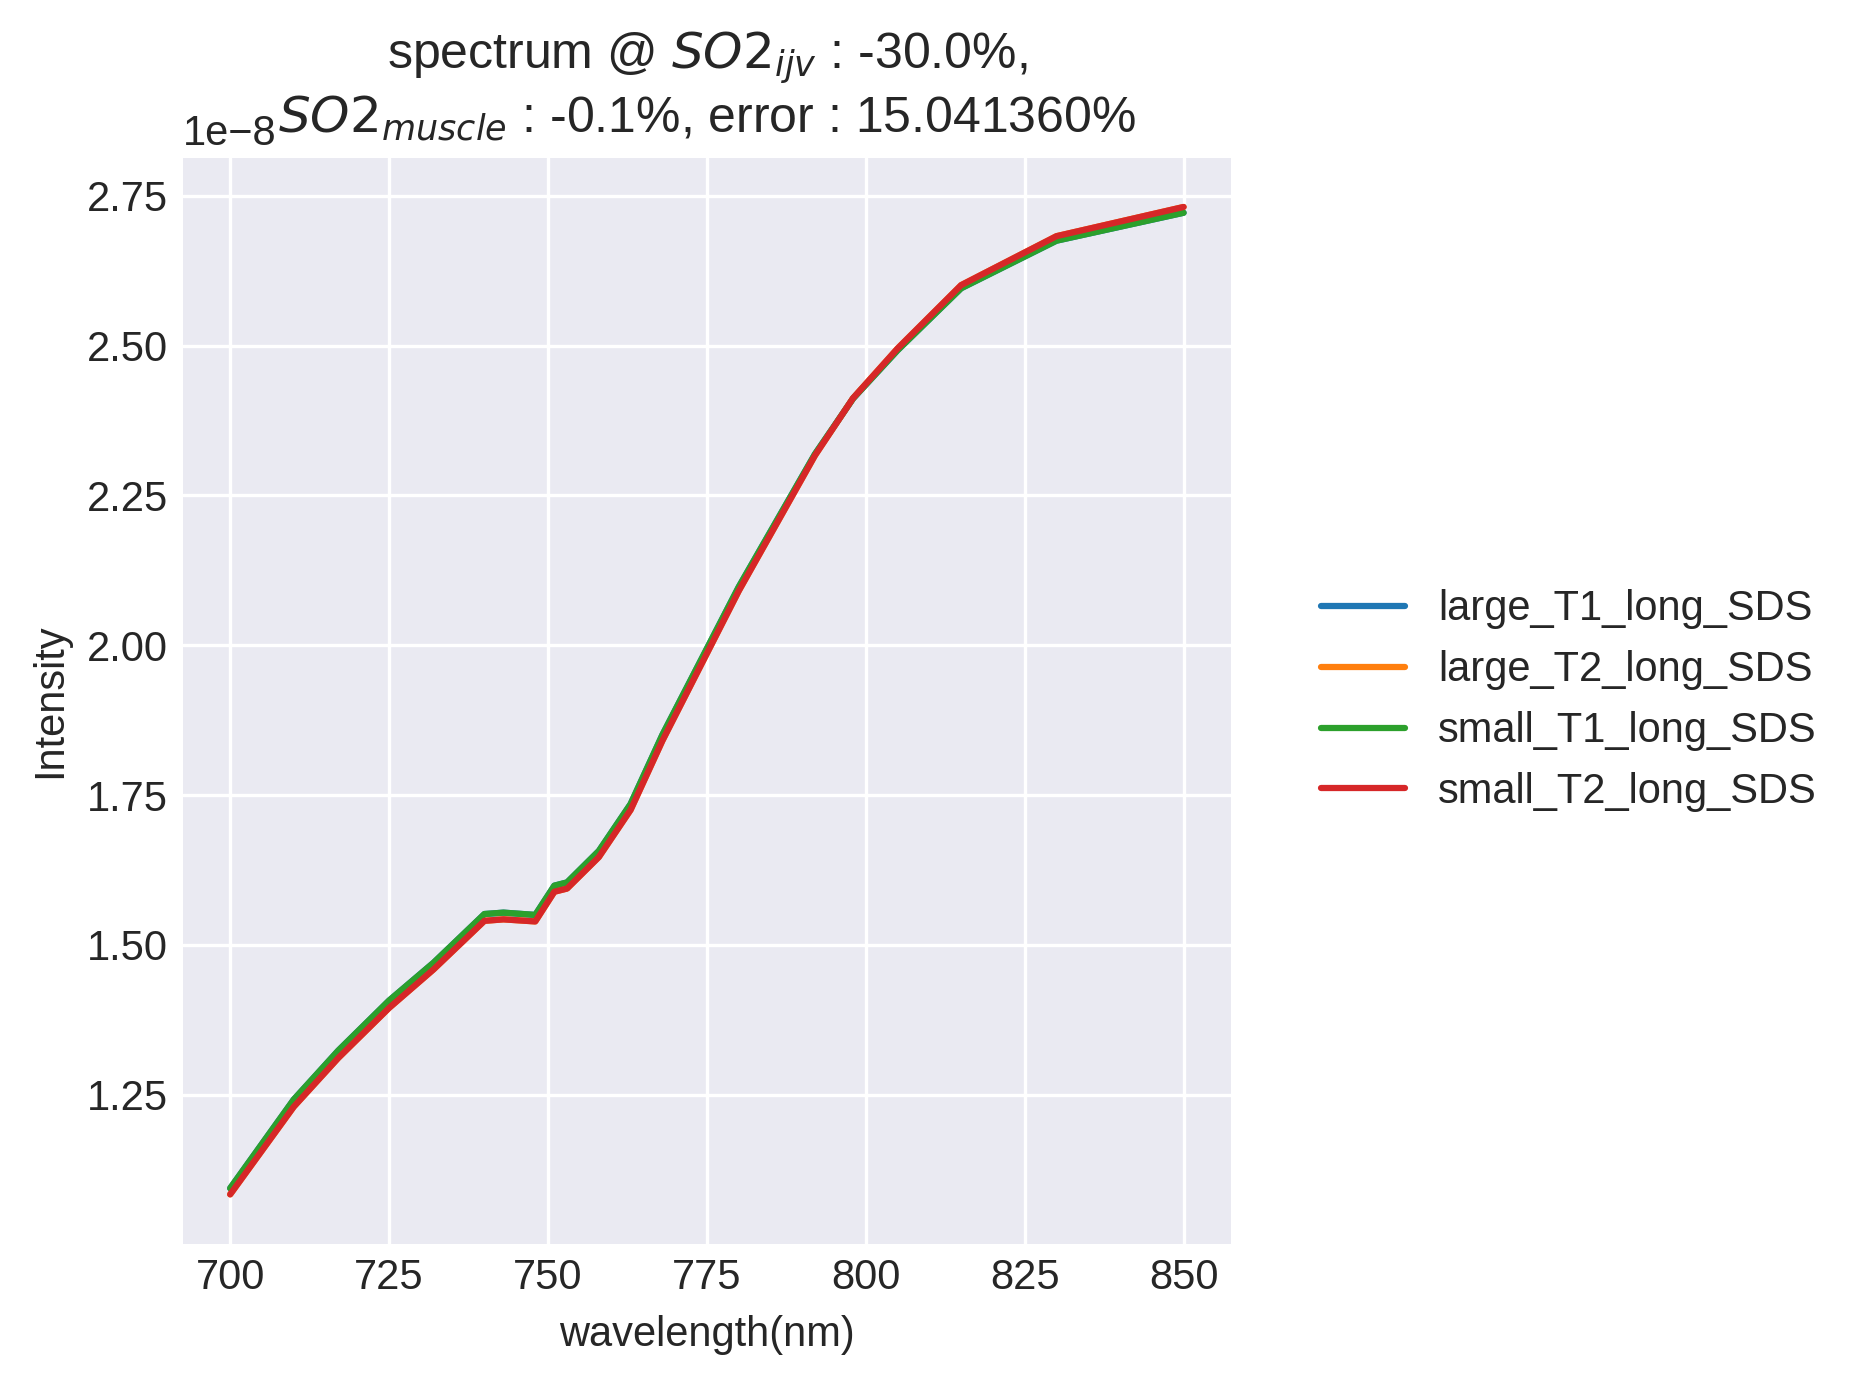 spectrum @ SO2ijv : -30.0%,
SO2muscle : -0.1%, error : 15.041360%
1e−8
2.75
2.50
2.25
2.00
1.75
1.50
1.25
Intensity
700 725 750 775 800 825 850
wavelength(nm)
large_T1_long_SDS
large_T2_long_SDS
small_T1_long_SDS
small_T2_long_SDS